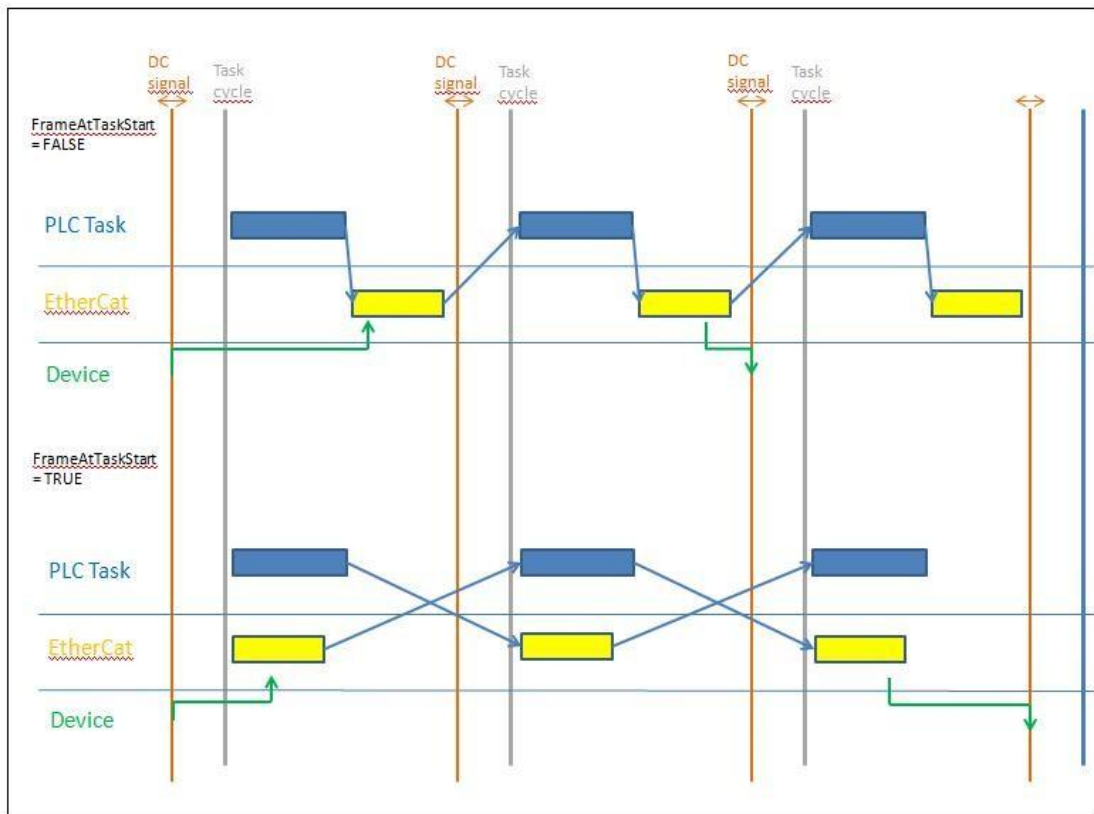 DC
signal
Task
cycle
DC
signal
Task
cycle
DC
signal
Task
cycle
FrameAtTaskStart
= FALSE
PLC Task
EtherCat
Device
FrameAtTaskStart
= TRUE
PLC Task
EtherCat
Device